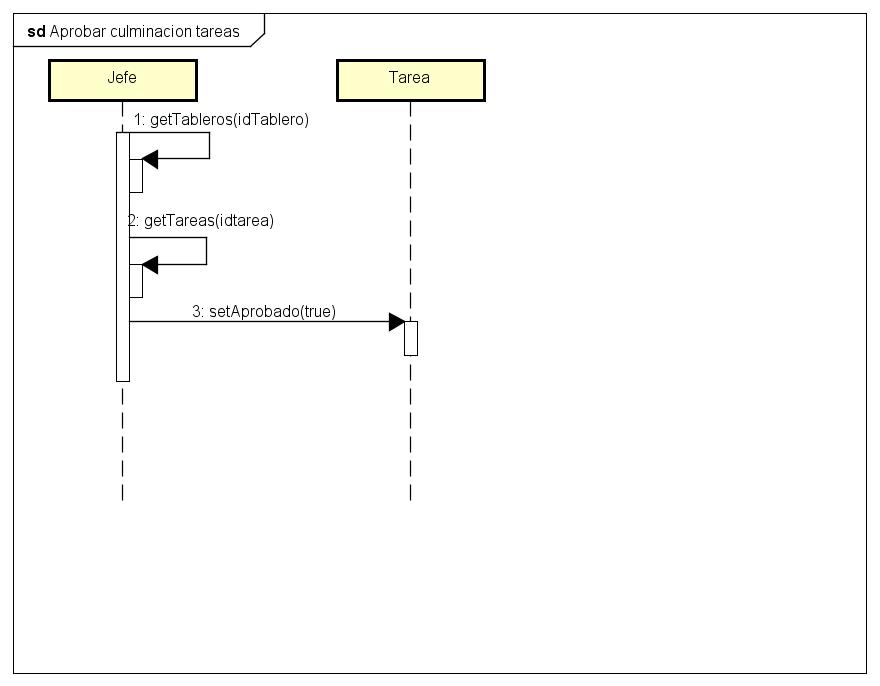 sd Aprobar culminacion tareas
Jefe
Tarea
1: getTableros(idTablero)
2: getTareas(idtarea)
3: setAprobado(true)